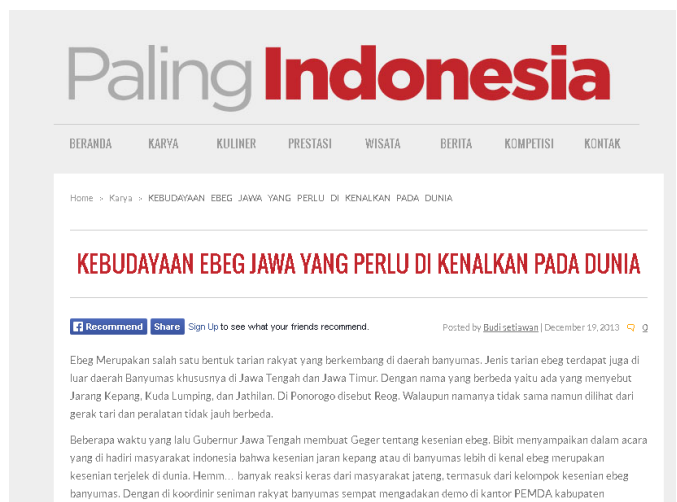 Paling Indonesia
BERANDA KARYA KULINER PRESTASI WISATA BERITA KOMPETISI KONTAK
Home > Karya > KEBUDAYAAN EBEG JAWA YANG PERLU DI KENALKAN PADA DUNIA
KEBUDAYAAN EBEG JAWA YANG PERLU DI KENALKAN PADA DUNIA
Recommend Share Sign Up to see what your friends recommend. Posted by Budi setiawan | December 19, 2013 0
Ebeg Merupakan salah satu bentuk tarian rakyat yang berkembang di daerah banyumas. Jenis tarian ebeg terdapat juga di
luar daerah Banyumas khususnya di Jawa Tengah dan Jawa Timur. Dengan nama yang berbeda yaitu ada yang menyebut
Jarang Kepang, Kuda Lumping, dan Jathilan. Di Ponorogo disebut Reog. Walaupun namanya tidak sama namun dilihat dari
gerak tari dan peralatan tidak jauh berbeda.
Beberapa waktu yang lalu Gubernur Jawa Tengah membuat Geger tentang kesenian ebeg. Bibit menyampaikan dalam acara
yang di hadiri masyarakat indonesia bahwa kesenian jaran kepang atau di banyumas lebih di kenal ebeg merupakan
kesenian terjelek di dunia. Hemm... banyak reaksi keras dari masyarakat jateng, termasuk dari kelompok kesenian ebeg
banyumas. Dengan di koordinir seniman rakyat banyumas sempat mengadakan demo di kantor PEMDA kabupaten